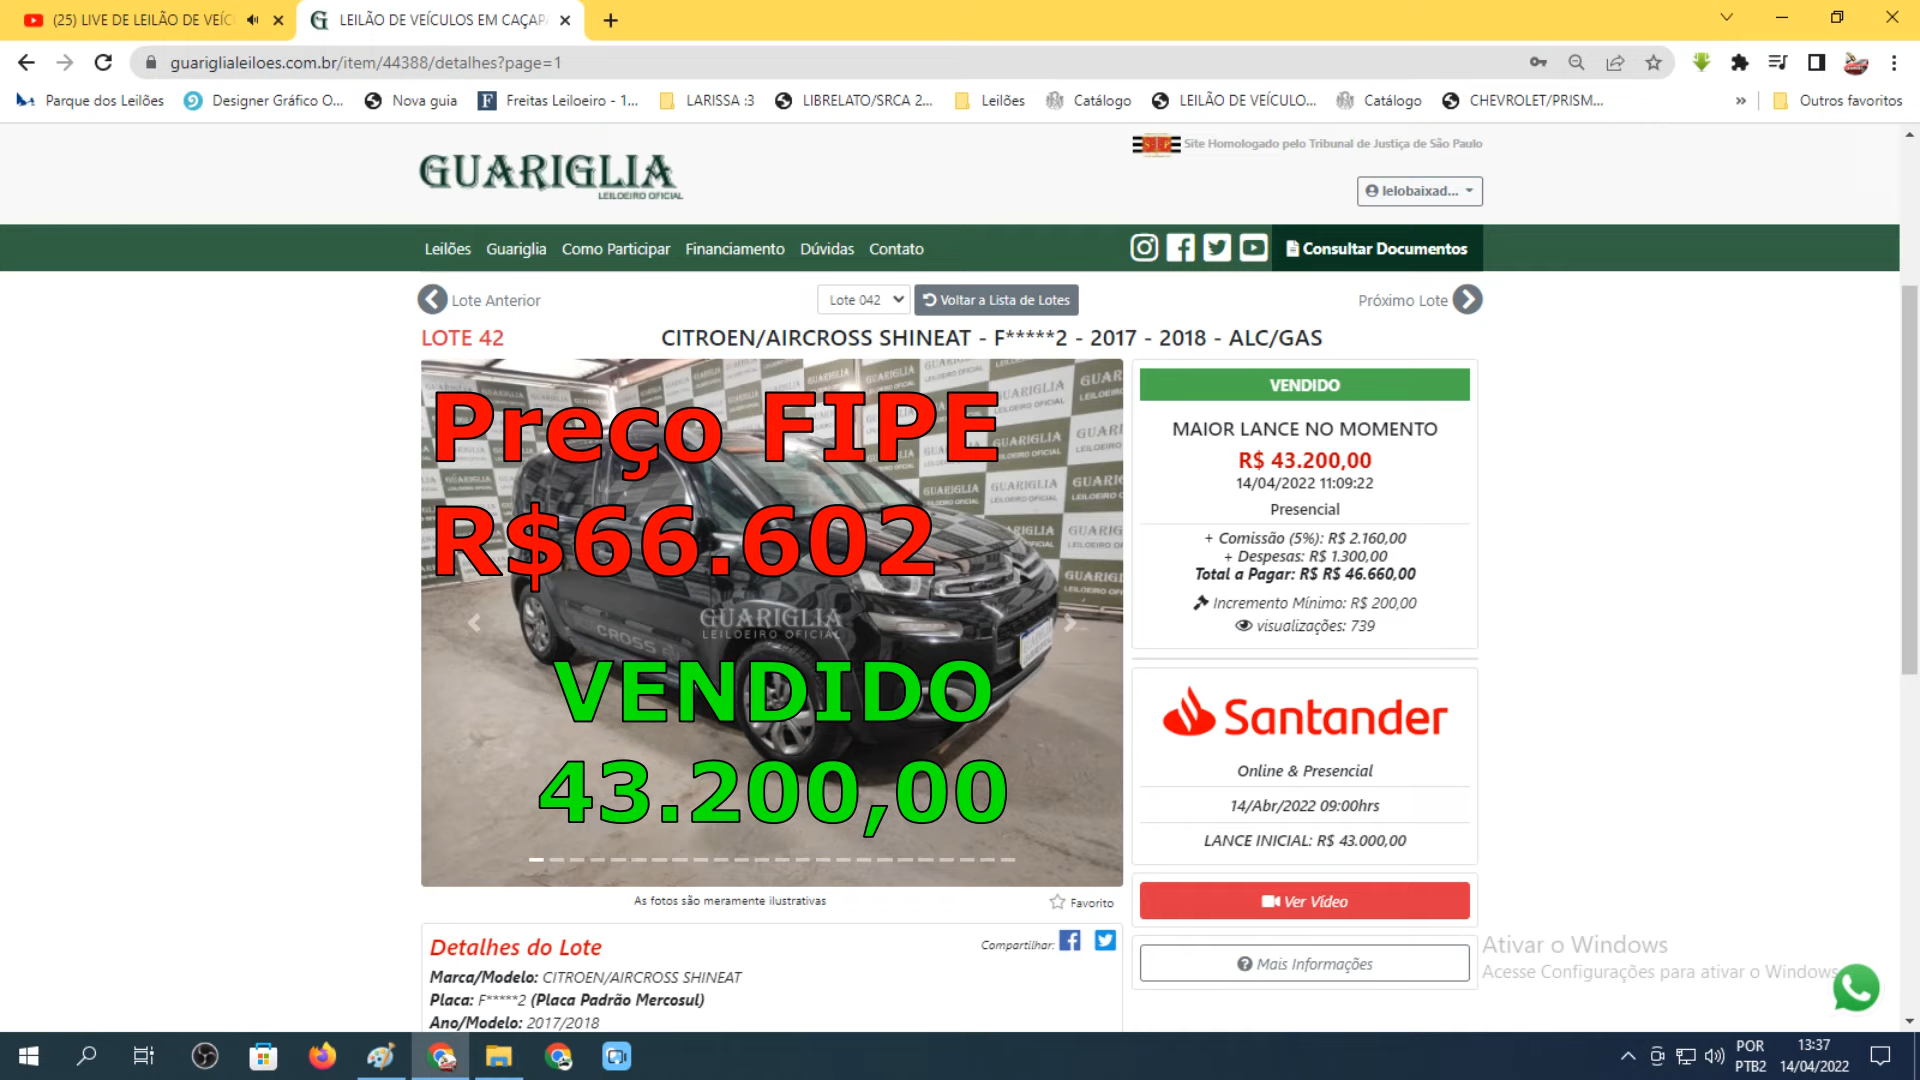 (25) LIVE DE LEILÃO DE VEÍC
LEILÃO DE VEÍCULOS EM CAÇAPA
guariglialeiloes.com.br/item/44388/detalhes?page=1
Parque dos Leilões
Designer Gráfico O...
Nova guia
Freitas Leiloeiro - 1...
LARISSA :3
LIBRELATO/SRCA 2...
Leilões
Catálogo
LEILÃO DE VEÍCULO...
Catálogo
CHEVROLET/PRISM...
»
Outros favoritos
GUARIGLIA
LEILOEIRO OFICIAL
Site Homologado pelo Tribunal de Justiça de São Paulo
lelobaixad...
Leilões Guariglia Como Participar Financiamento Dúvidas Contato
Consultar Documentos
Lote Anterior
Lote 042
Voltar a Lista de Lotes
Próximo Lote
LOTE 42
CITROEN/AIRCROSS SHINEAT - F*****2 - 2017 - 2018 - ALC/GAS
Preço FIPE
R$66.602
GUARIGLIA
LEILOEIRO OFICIAL
VENDIDO
43.200,00
VENDIDO
MAIOR LANCE NO MOMENTO
R$ 43.200,00
14/04/2022 11:09:22
Presencial
+ Comissão (5%): R$ 2.160,00
+ Despesas: R$ 1.300,00
Total a Pagar: R$ R$ 46.660,00
Incremento Mínimo: R$ 200,00
visualizações: 739
Santander
Online & Presencial
14/Abr/2022 09:00hrs
LANCE INICIAL: R$ 43.000,00
Ver Vídeo
Mais Informações
As fotos são meramente ilustrativas
Favorito
Detalhes do Lote
Compartilhar:
Marca/Modelo: CITROEN/AIRCROSS SHINEAT
Placa: F*****2 (Placa Padrão Mercosul)
Ano/Modelo: 2017/2018
Ativar o Windows
Acesse Configurações para ativar o Windows
POR
PTB2
13:37
14/04/2022